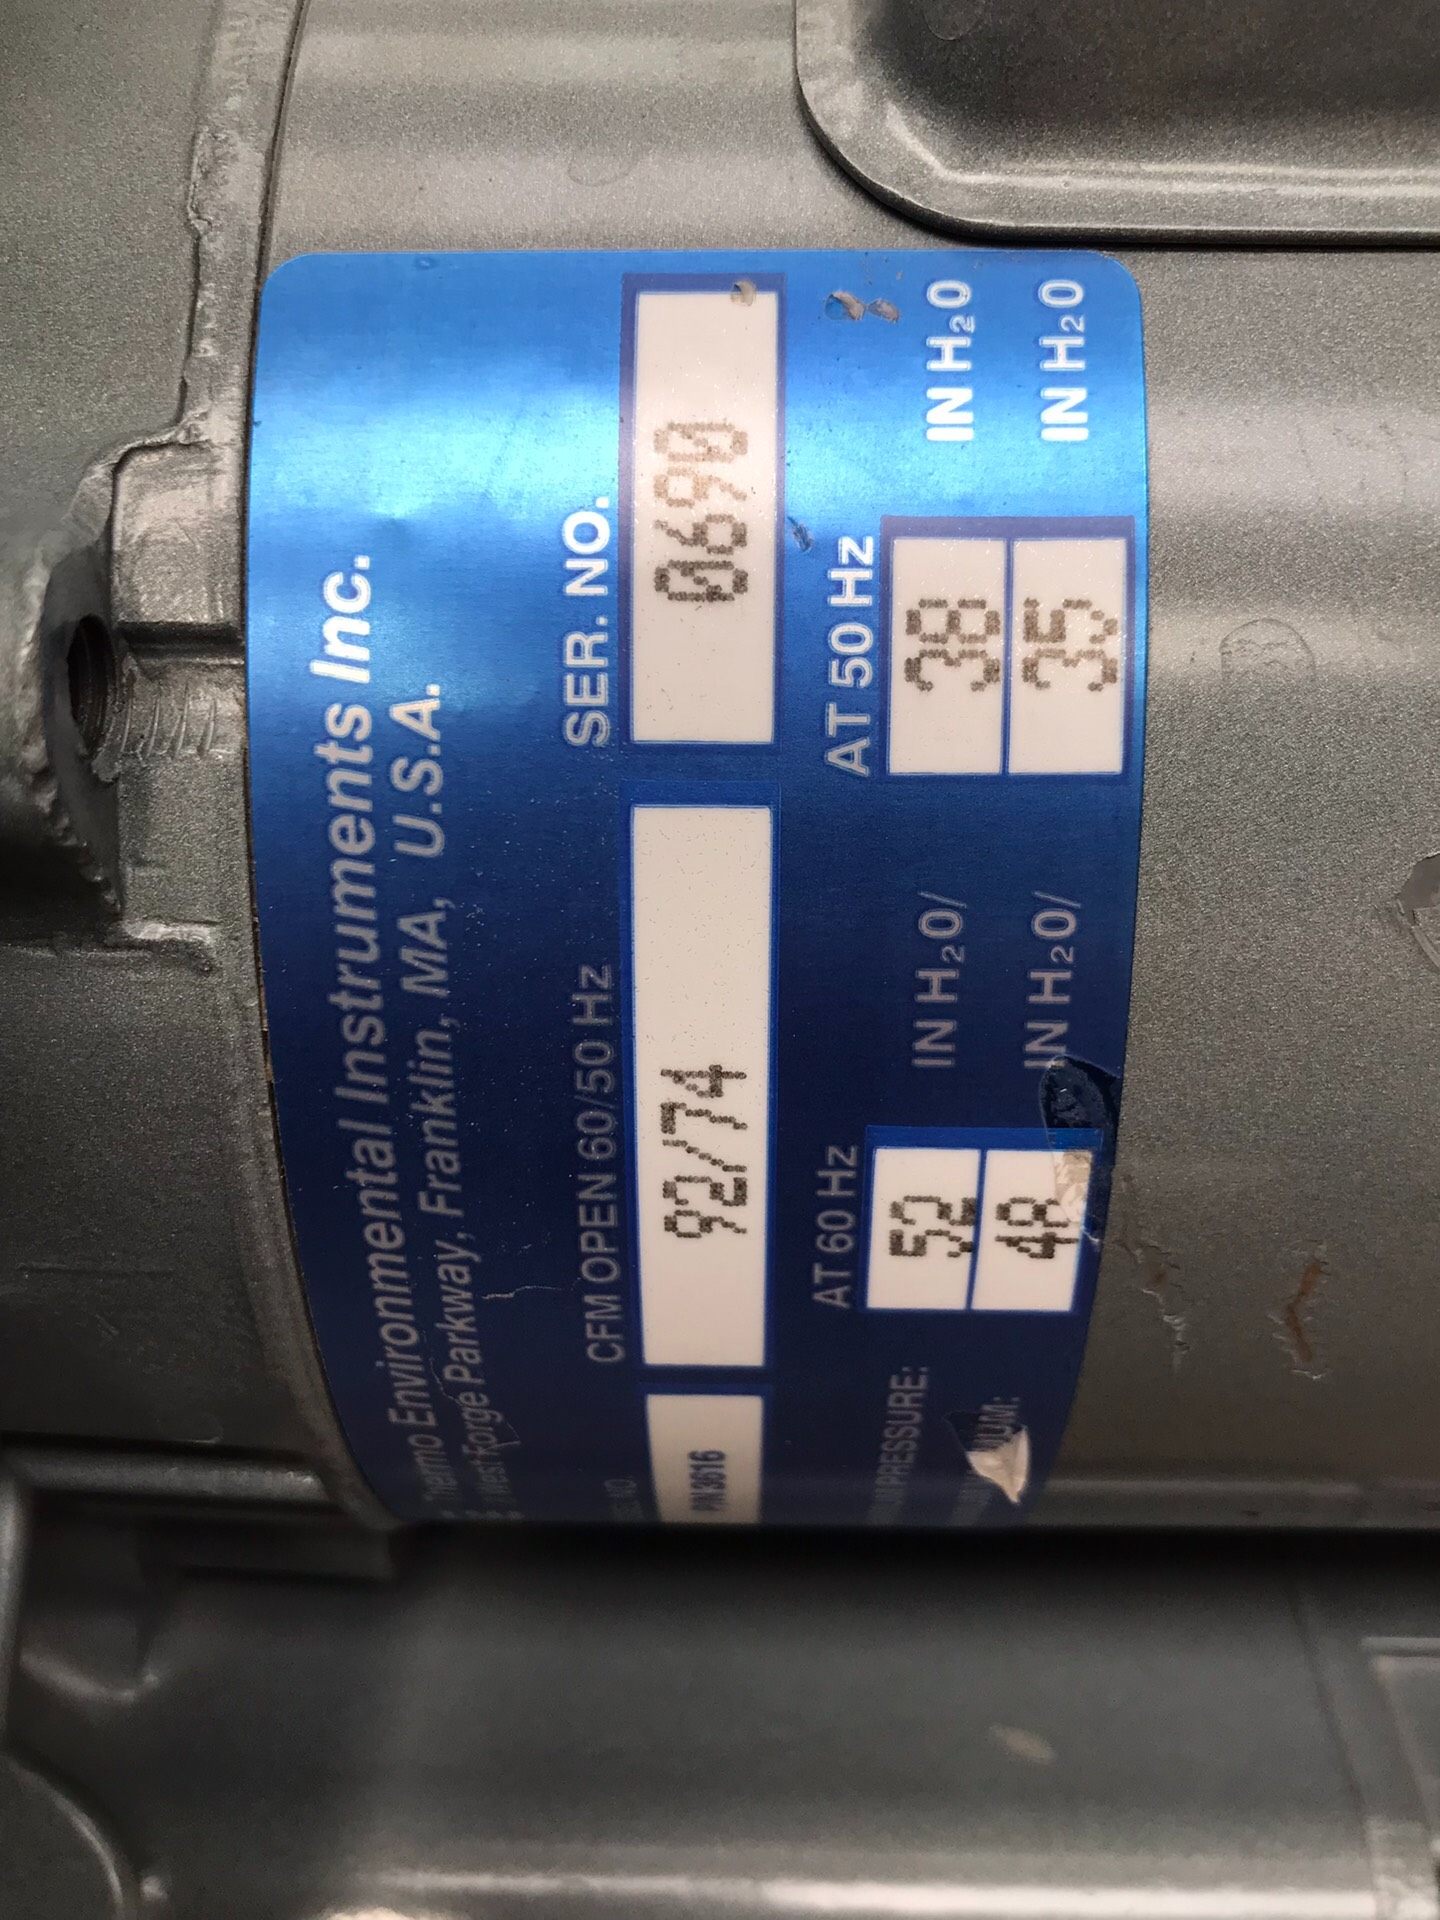 Thermo Environmental Instruments Inc.
West Forge Parkway, Franklin, MA, U.S.A.
CFM OPEN 60/50 Hz SER. NO.
P/N 3616 92/74 0690
AT 60 Hz AT 50 Hz
PRESSURE: 52 IN H₂O/ 38 IN H₂O
48 IN H₂O/ 35 IN H₂O